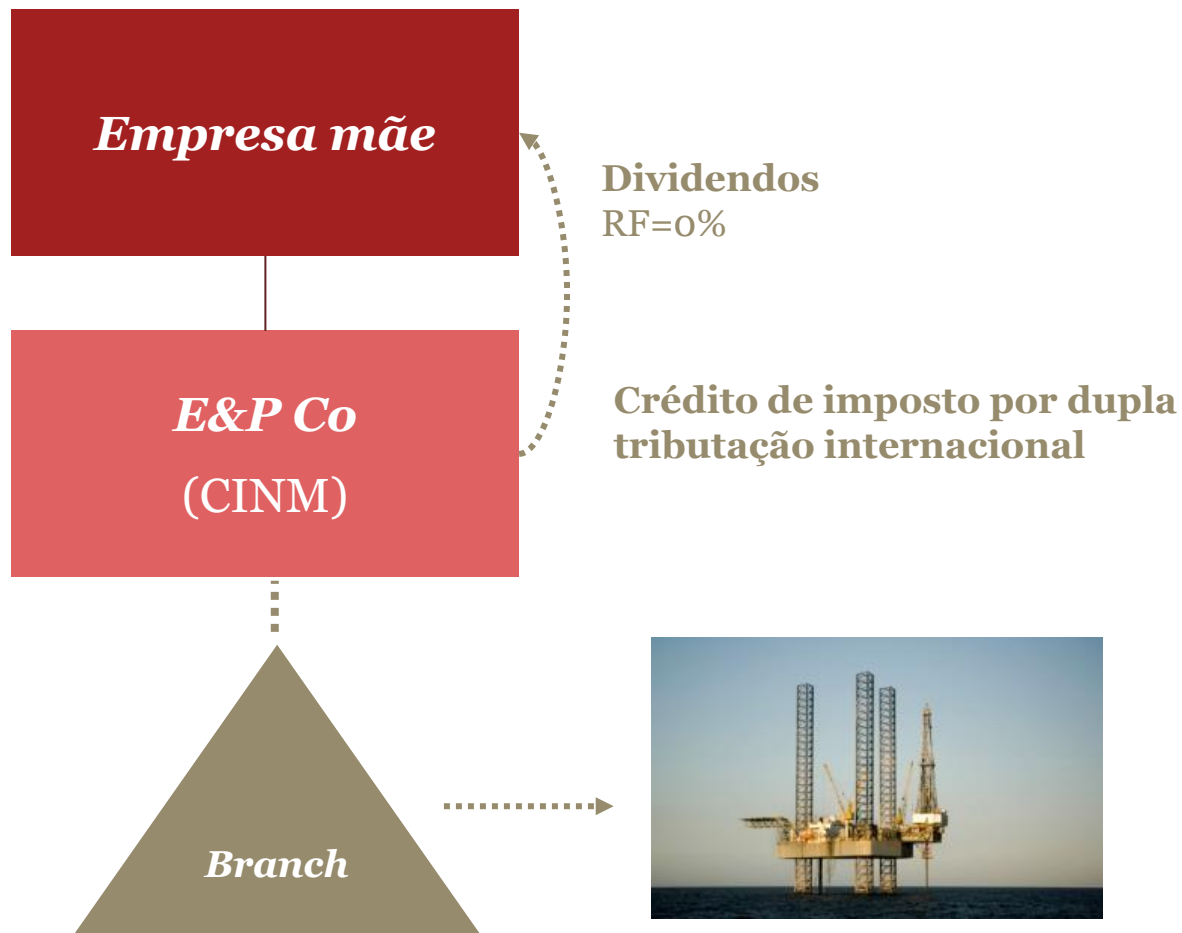 Empresa mãe
Dividendos
RF=0%
E&P Co
(CINM)
Crédito de imposto por dupla
tributação internacional
Branch